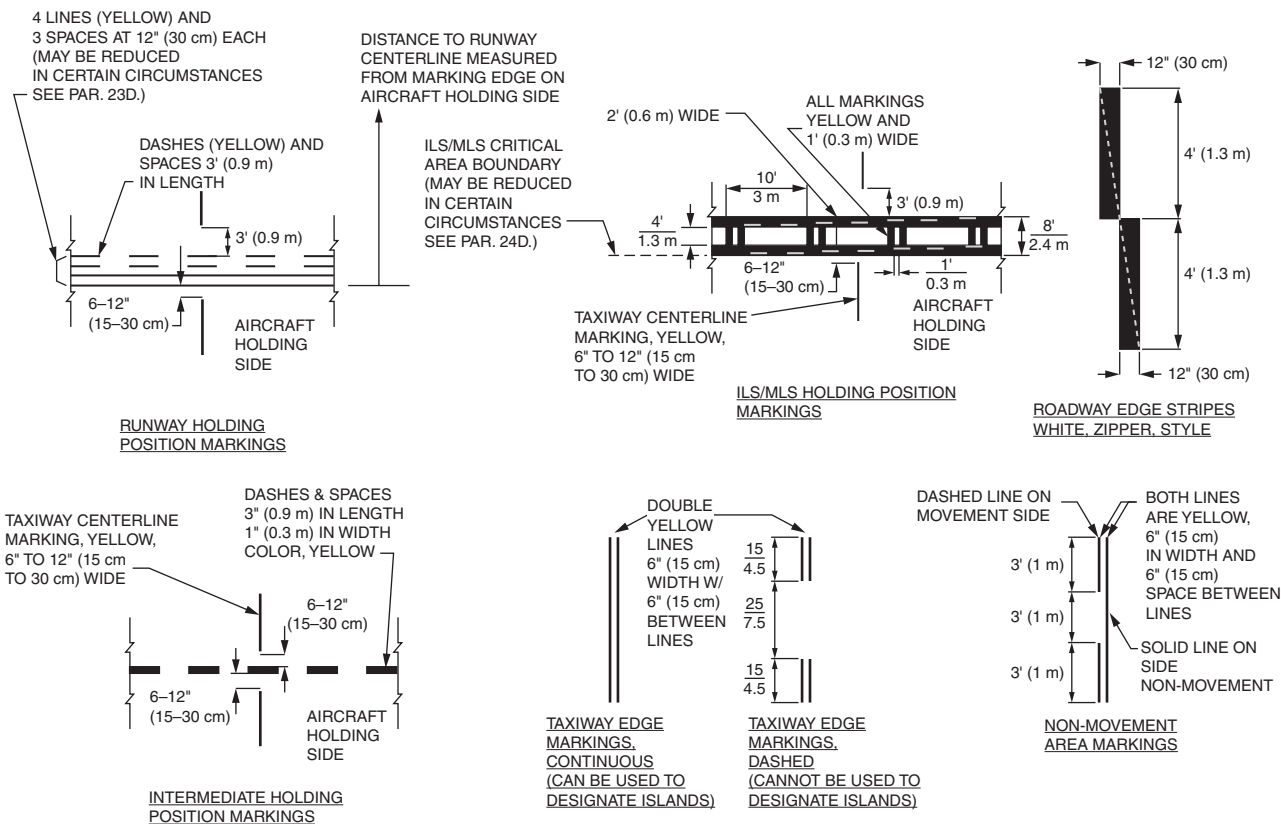 4 LINES (YELLOW) AND
3 SPACES AT 12" (30 cm) EACH
(MAY BE REDUCED
IN CERTAIN CIRCUMSTANCES
SEE PAR. 23D.)
DASHES (YELLOW) AND
SPACES 3' (0.9 m)
IN LENGTH
3' (0.9 m)
6–12"
(15–30 cm)
AIRCRAFT
HOLDING
SIDE
RUNWAY HOLDING
POSITION MARKINGS
DISTANCE TO RUNWAY
CENTERLINE MEASURED
FROM MARKING EDGE ON
AIRCRAFT HOLDING SIDE
ILS/MLS CRITICAL
AREA BOUNDARY
(MAY BE REDUCED
IN CERTAIN
CIRCUMSTANCES
SEE PAR. 24D.)
2' (0.6 m) WIDE
ALL MARKINGS
YELLOW AND
1' (0.3 m) WIDE
10'
3 m
3' (0.9 m)
4'
1.3 m
8'
2.4 m
6–12"
(15–30 cm)
1'
0.3 m
TAXIWAY CENTERLINE
MARKING, YELLOW,
6" TO 12" (15 cm
TO 30 cm) WIDE
AIRCRAFT
HOLDING
SIDE
ILS/MLS HOLDING POSITION
MARKINGS
12" (30 cm)
4' (1.3 m)
4' (1.3 m)
12" (30 cm)
ROADWAY EDGE STRIPES
WHITE, ZIPPER, STYLE
TAXIWAY CENTERLINE
MARKING, YELLOW,
6" TO 12" (15 cm
TO 30 cm) WIDE
DASHES & SPACES
3" (0.9 m) IN LENGTH
1" (0.3 m) IN WIDTH
COLOR, YELLOW
6–12"
(15–30 cm)
6–12"
(15–30 cm)
AIRCRAFT
HOLDING
SIDE
INTERMEDIATE HOLDING
POSITION MARKINGS
DOUBLE
YELLOW
LINES
6" (15 cm)
WIDTH W/
6" (15 cm)
BETWEEN
LINES
15
4.5
25
7.5
15
4.5
TAXIWAY EDGE
MARKINGS,
CONTINUOUS
(CAN BE USED TO
DESIGNATE ISLANDS)
TAXIWAY EDGE
MARKINGS,
DASHED
(CANNOT BE USED TO
DESIGNATE ISLANDS)
DASHED LINE ON
MOVEMENT SIDE
BOTH LINES
ARE YELLOW,
6" (15 cm)
IN WIDTH AND
6" (15 cm)
SPACE BETWEEN
LINES
3' (1 m)
3' (1 m)
3' (1 m)
SOLID LINE ON
SIDE
NON-MOVEMENT
NON-MOVEMENT
AREA MARKINGS